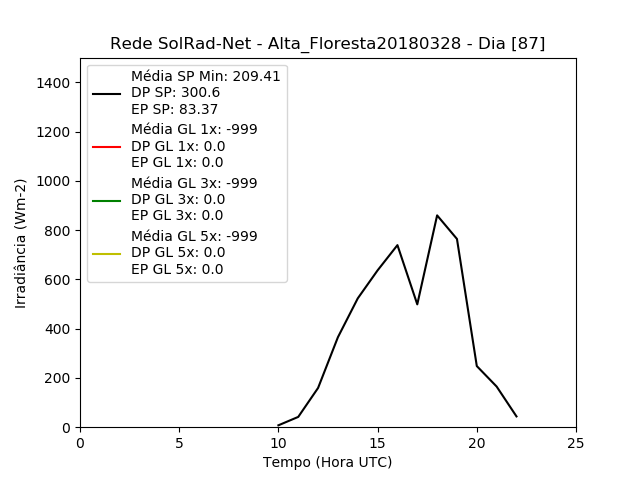 Rede SolRad-Net - Alta_Floresta20180328 - Dia [87]
Média SP Min: 209.41
DP SP: 300.6
EP SP: 83.37
Média GL 1x: -999
DP GL 1x: 0.0
EP GL 1x: 0.0
Média GL 3x: -999
DP GL 3x: 0.0
EP GL 3x: 0.0
Média GL 5x: -999
DP GL 5x: 0.0
EP GL 5x: 0.0
Irradiância (Wm-2)
1400
1200
1000
800
600
400
200
0
0 5 10 15 20 25
Tempo (Hora UTC)